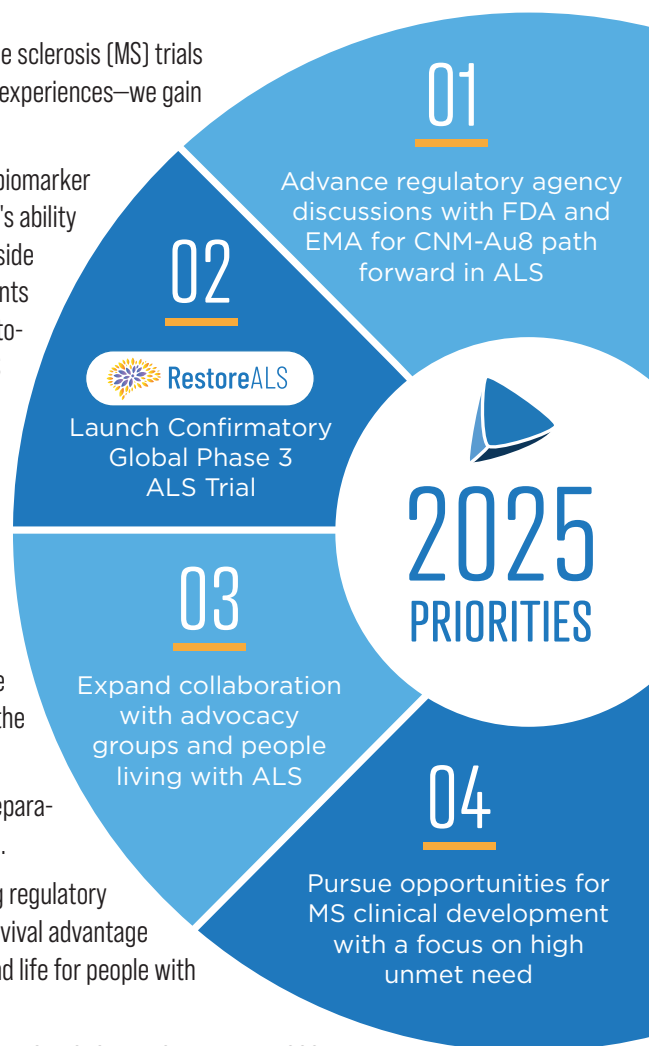 e sclerosis (MS) trials
experiences—we gain
biomarker
's ability
side
nts
to-
e
the
epara-
.
g regulatory
vival advantage
nd life for people with
01
Advance regulatory agency
discussions with FDA and
EMA for CNM-Au8 path
forward in ALS
02
RestoreALS
Launch Confirmatory
Global Phase 3
ALS Trial
03
Expand collaboration
with advocacy
groups and people
living with ALS
04
Pursue opportunities for
MS clinical development
with a focus on high
unmet need
2025
PRIORITIES